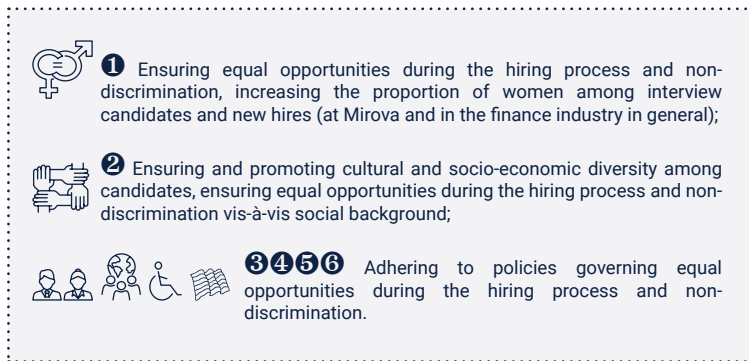 ❶ Ensuring equal opportunities during the hiring process and non-
discrimination, increasing the proportion of women among interview
candidates and new hires (at Mirova and in the finance industry in general);
❷ Ensuring and promoting cultural and socio-economic diversity among
candidates, ensuring equal opportunities during the hiring process and non-
discrimination vis-à-vis social background;
❸❹❺❻ Adhering to policies governing equal
opportunities during the hiring process and non-
discrimination.